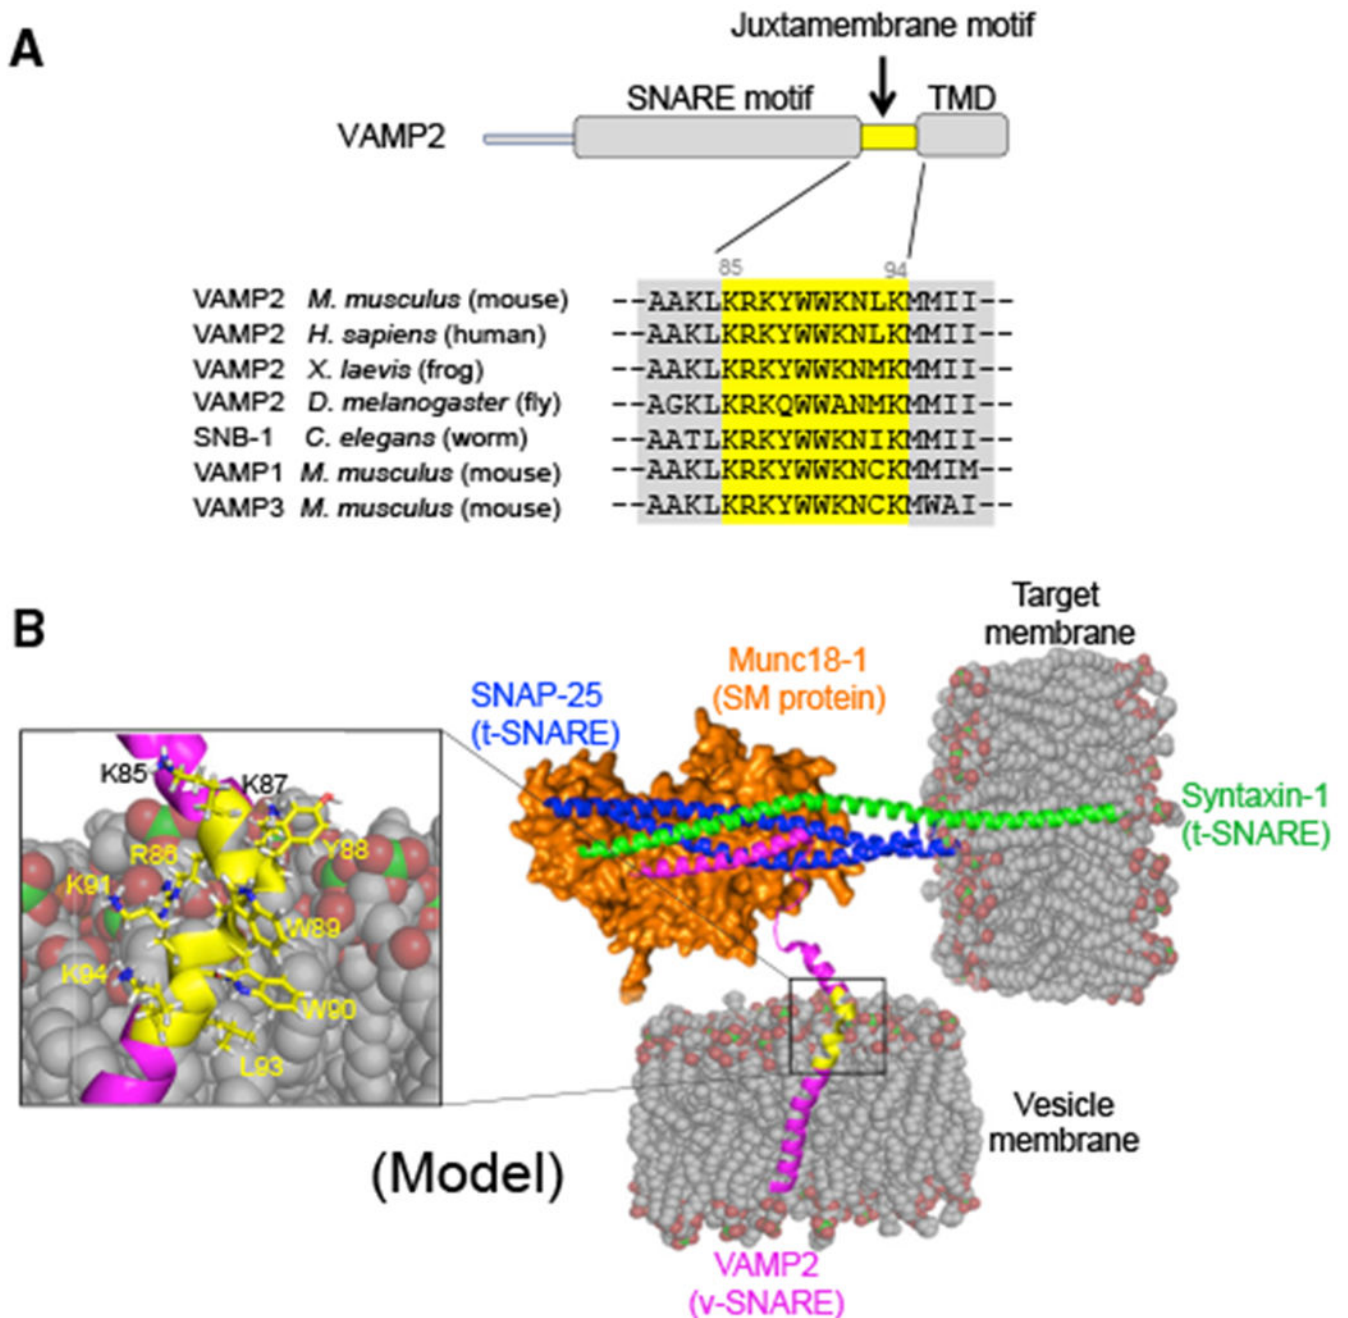 A
Juxtamembrane motif
SNARE motif
TMD
VAMP2
85
94
VAMP2 M. musculus (mouse) --AAKLKRKYWWKNLKMMII--
VAMP2 H. sapiens (human) --AAKLKRKYWWKNLKMMII--
VAMP2 X. laevis (frog) --AAKLKRKYWWKNMKMMII--
VAMP2 D. melanogaster (fly) --AGKLKRKQWWANMKMMII--
SNB-1 C. elegans (worm) --AATLKRKYWWKNIKMMII--
VAMP1 M. musculus (mouse) --AAKLKRKYWWKNCKMMIM--
VAMP3 M. musculus (mouse) --AAKLKRKYWWKNCKMWAI--
B
Target
membrane
Munc18-1
(SM protein)
SNAP-25
(t-SNARE)
Syntaxin-1
(t-SNARE)
K85
K87
R86
Y88
K91
W89
K94
W90
L93
Vesicle
membrane
(Model)
VAMP2
(v-SNARE)